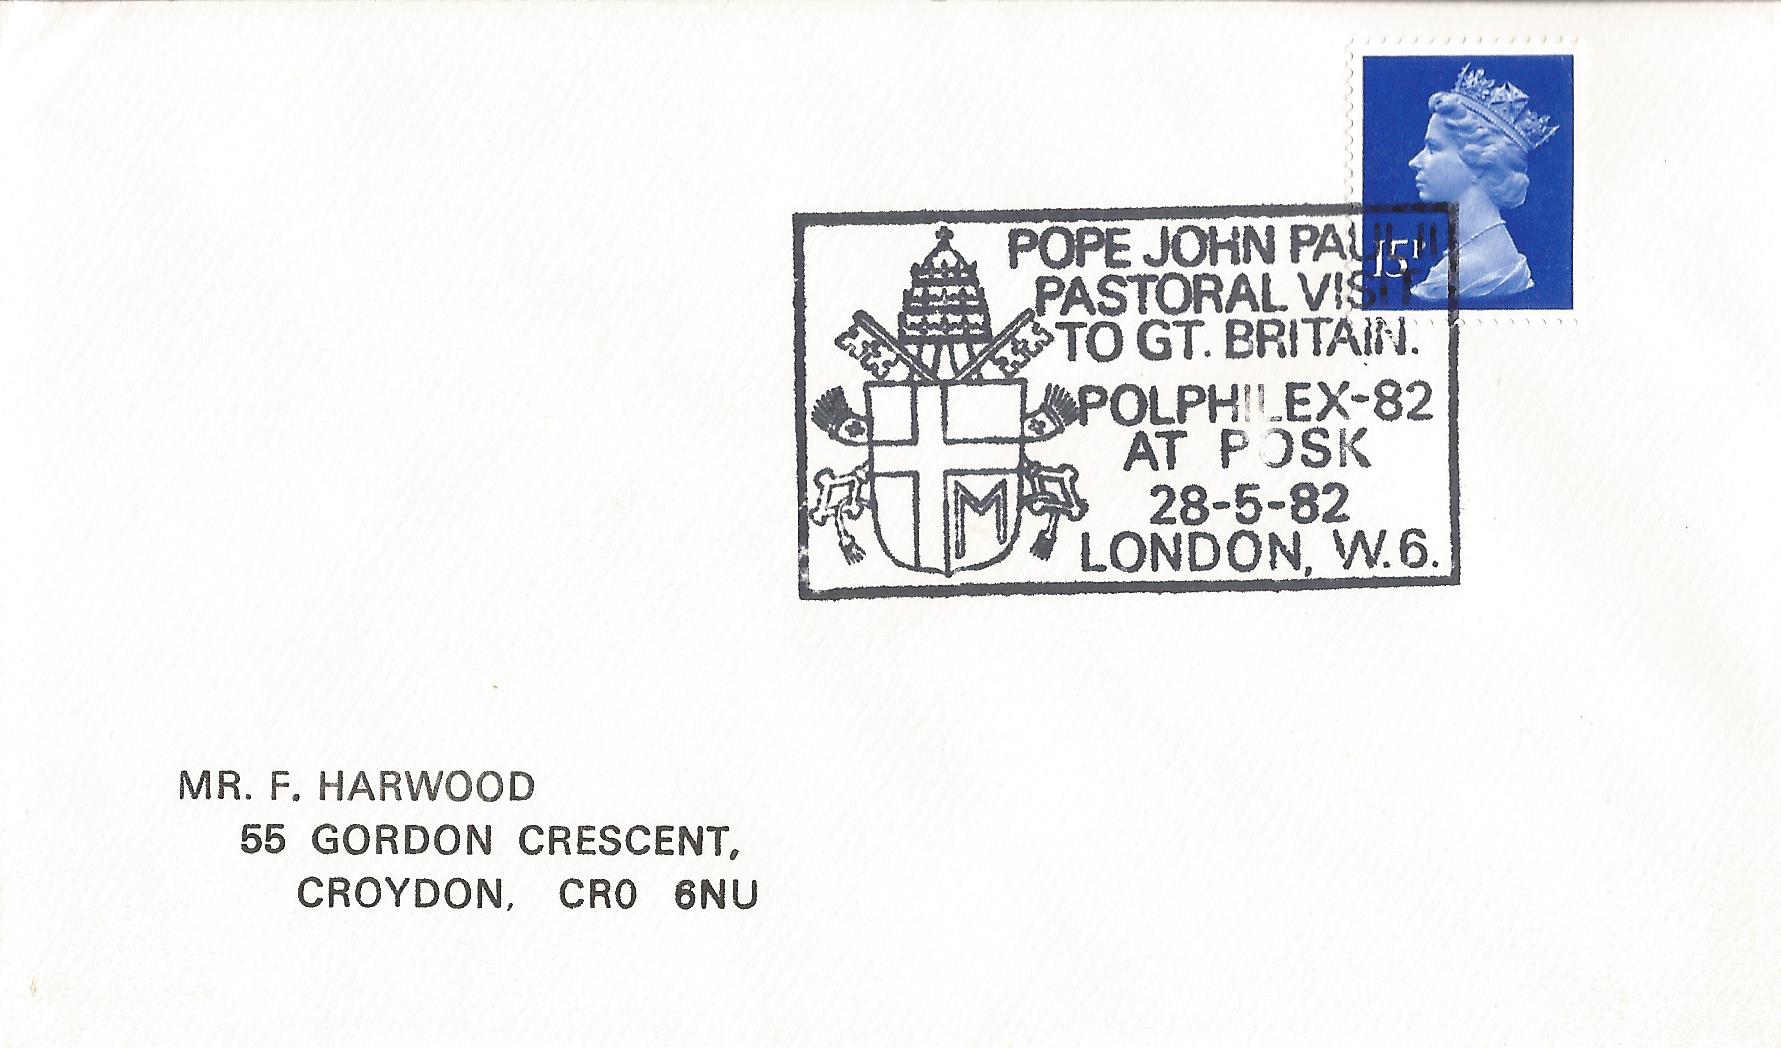 15P
POPE JOHN PAUL II
PASTORAL VISIT
TO GT. BRITAIN.
POLPHILEX-82
AT POSK
28-5-82
LONDON, W.6.
M
MR. F. HARWOOD
55 GORDON CRESCENT,
CROYDON, CR0 6NU